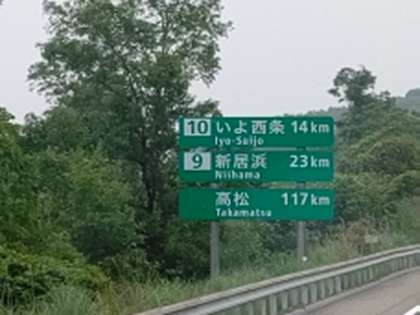 10 いよ西条 14km
Iyo-Saijo
9 新居浜 23km
Niihama
高松 117km
Takamatsu